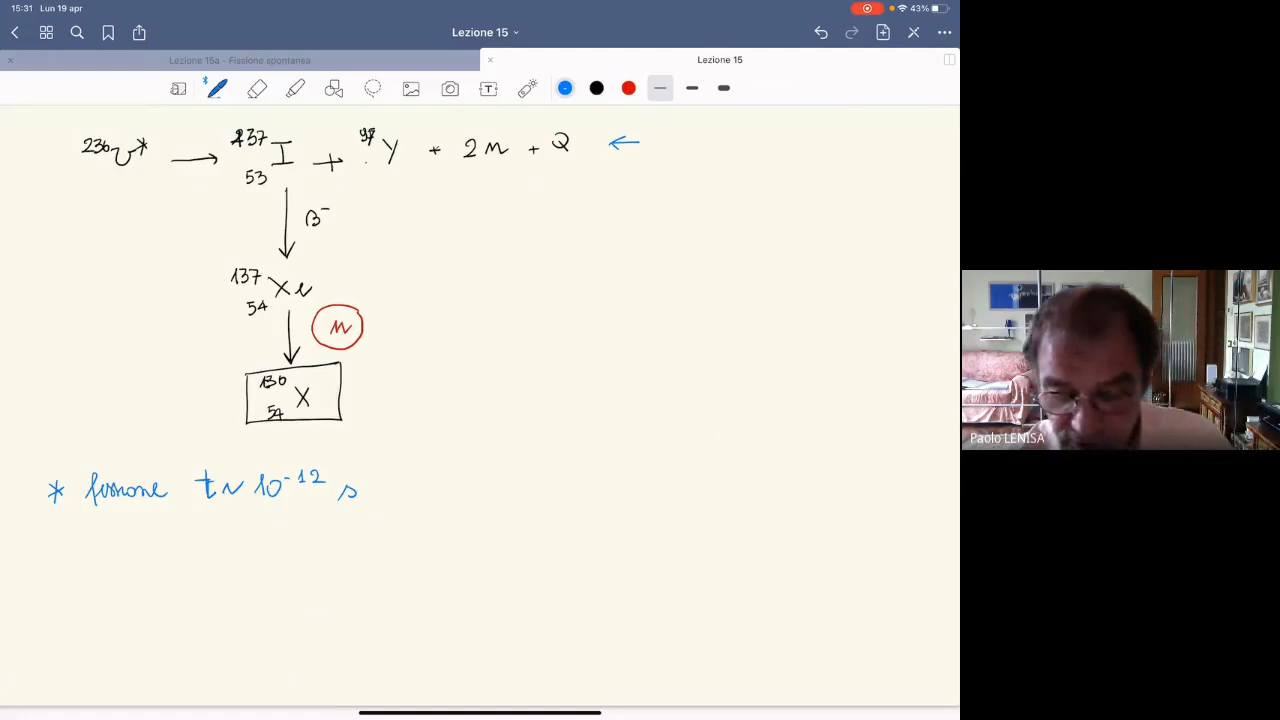 15:31 Lun 19 apr
43%
Lezione 15
Lezione 15a - Fissione spontanea
Lezione 15
236 U* → 137 53 I + 97 Y + 2n + Q ←
β⁻
137 54 Xe
n
136 54 X
* fissione t ~ 10⁻¹² s
Paolo LENISA